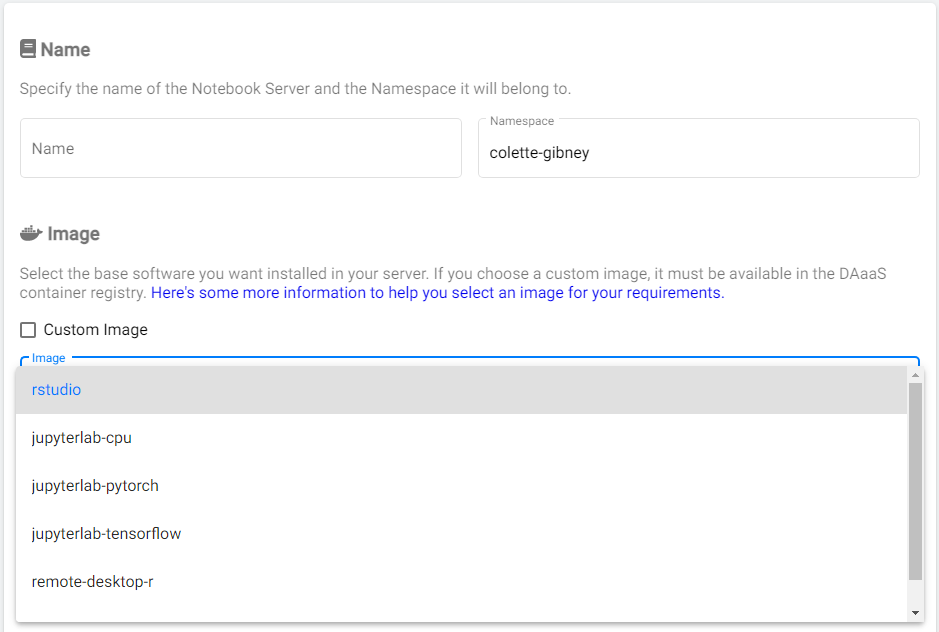 Name
Specify the name of the Notebook Server and the Namespace it will belong to.
Name
Namespace
colette-gibney
Image
Select the base software you want installed in your server. If you choose a custom image, it must be available in the DAaaS
container registry. Here's some more information to help you select an image for your requirements.
Custom Image
Image
rstudio
jupyterlab-cpu
jupyterlab-pytorch
jupyterlab-tensorflow
remote-desktop-r